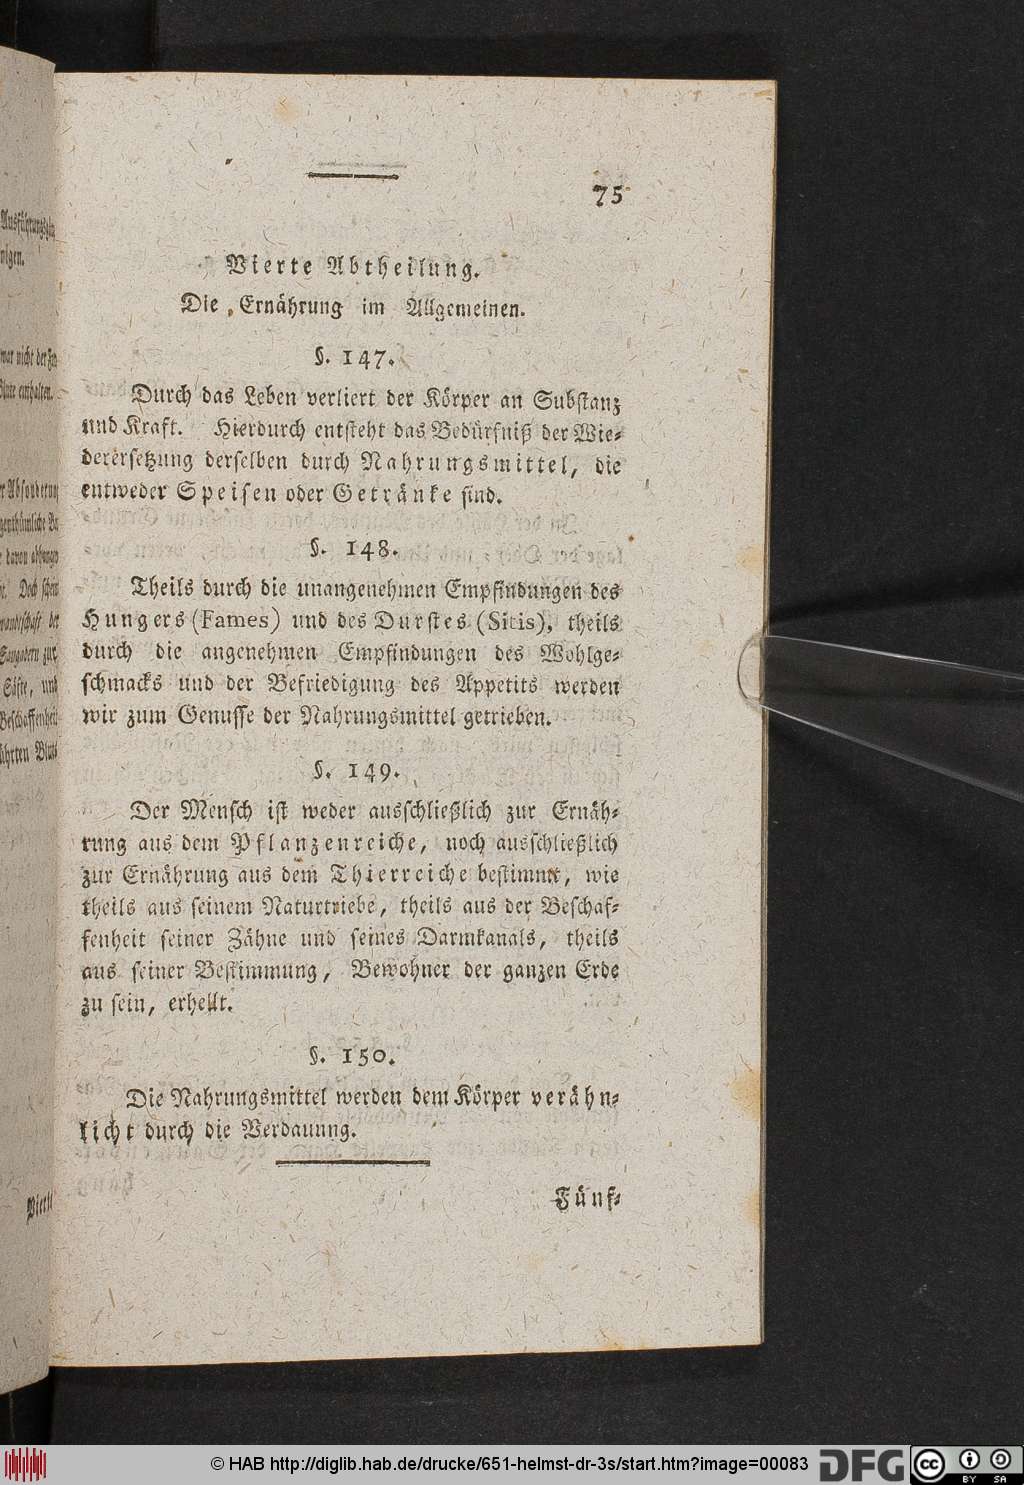 75
Vierte Abtheilung.
Die Ernährung im Allgemeinen.
§. 147.
Durch das Leben verliert der Körper an Substanz
und Kraft. Hierdurch entsteht das Bedürfniß der Wie-
derersetzung derselben durch Nahrungsmittel, die
entweder Speisen oder Getränke sind.
§. 148.
Theils durch die unangenehmen Empfindungen des
Hungers (Fames) und des Durstes (Sitis), theils
durch die angenehmen Empfindungen des Wohlge-
schmacks und der Befriedigung des Appetits werden
wir zum Genusse der Nahrungsmittel getrieben.
§. 149.
Der Mensch ist weder ausschließlich zur Ernäh-
rung aus dem Pflanzenreiche, noch ausschließlich
zur Ernährung aus dem Thierreiche bestimmt, wie
theils aus seinem Naturtriebe, theils aus der Beschaf-
fenheit seiner Zähne und seines Darmkanals, theils
aus seiner Bestimmung, Bewohner der ganzen Erde
zu sein, erhellt.
§. 150.
Die Nahrungsmittel werden dem Körper verähn-
licht durch die Verdauung.
Fünf-
© HAB http://diglib.hab.de/drucke/651-helmst-dr-3s/start.htm?image=00083
DFG
cc BY SA